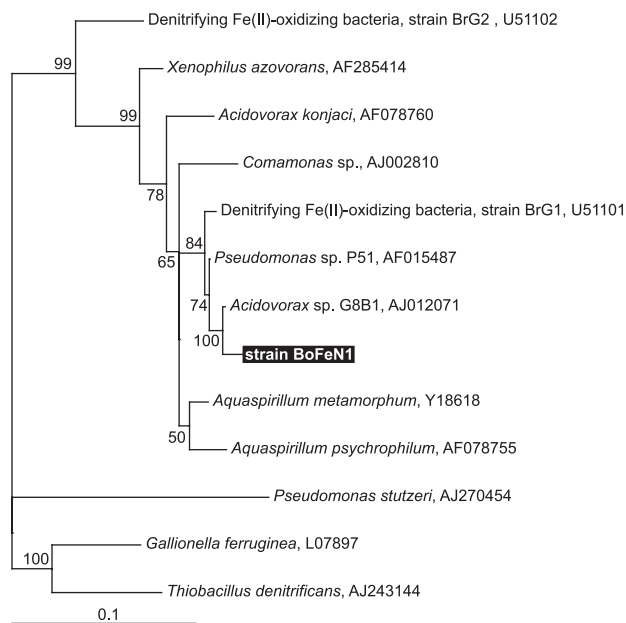 Denitrifying Fe(II)-oxidizing bacteria, strain BrG2 , U51102
99
Xenophilus azovorans, AF285414
99
Acidovorax konjaci, AF078760
78
Comamonas sp., AJ002810
Denitrifying Fe(II)-oxidizing bacteria, strain BrG1, U51101
84
65
Pseudomonas sp. P51, AF015487
74
Acidovorax sp. G8B1, AJ012071
100
strain BoFeN1
Aquaspirillum metamorphum, Y18618
50
Aquaspirillum psychrophilum, AF078755
Pseudomonas stutzeri, AJ270454
Gallionella ferruginea, L07897
100
Thiobacillus denitrificans, AJ243144
0.1